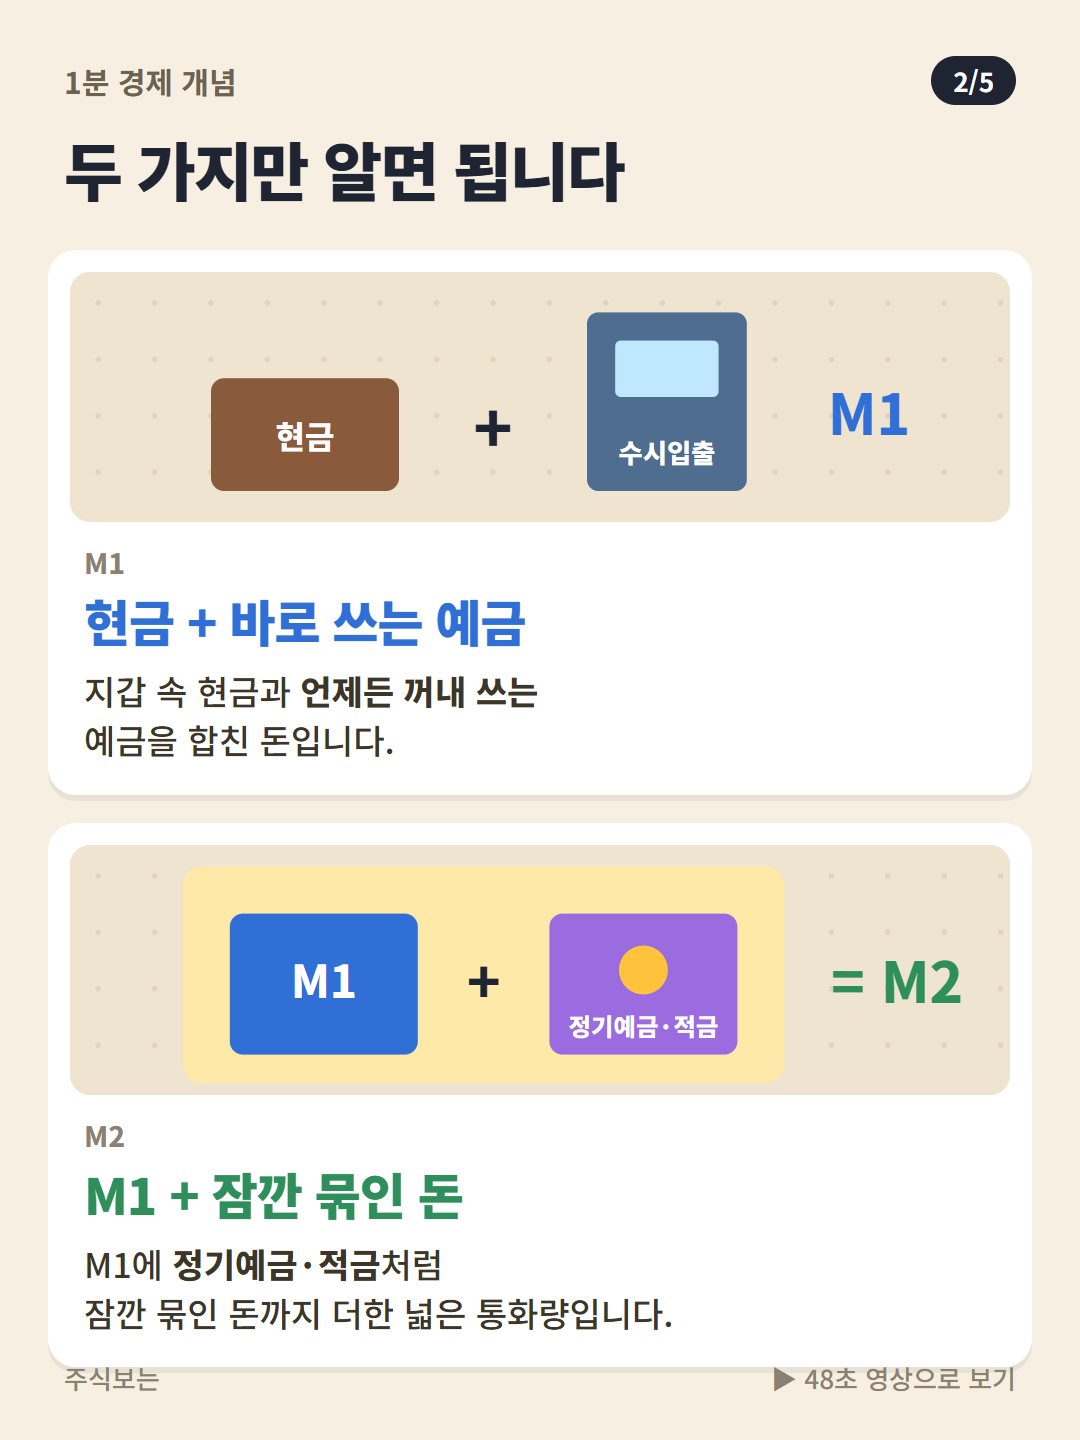 1분 경제 개념
2/5
두 가지만 알면 됩니다
현금
+
수시입출
M1
M1
현금 + 바로 쓰는 예금
지갑 속 현금과 언제든 꺼내 쓰는
예금을 합친 돈입니다.
M1
+
정기예금·적금
= M2
M2
M1 + 잠깐 묶인 돈
M1에 정기예금·적금처럼
잠깐 묶인 돈까지 더한 넓은 통화량입니다.
주식보는
▶ 48초 영상으로 보기